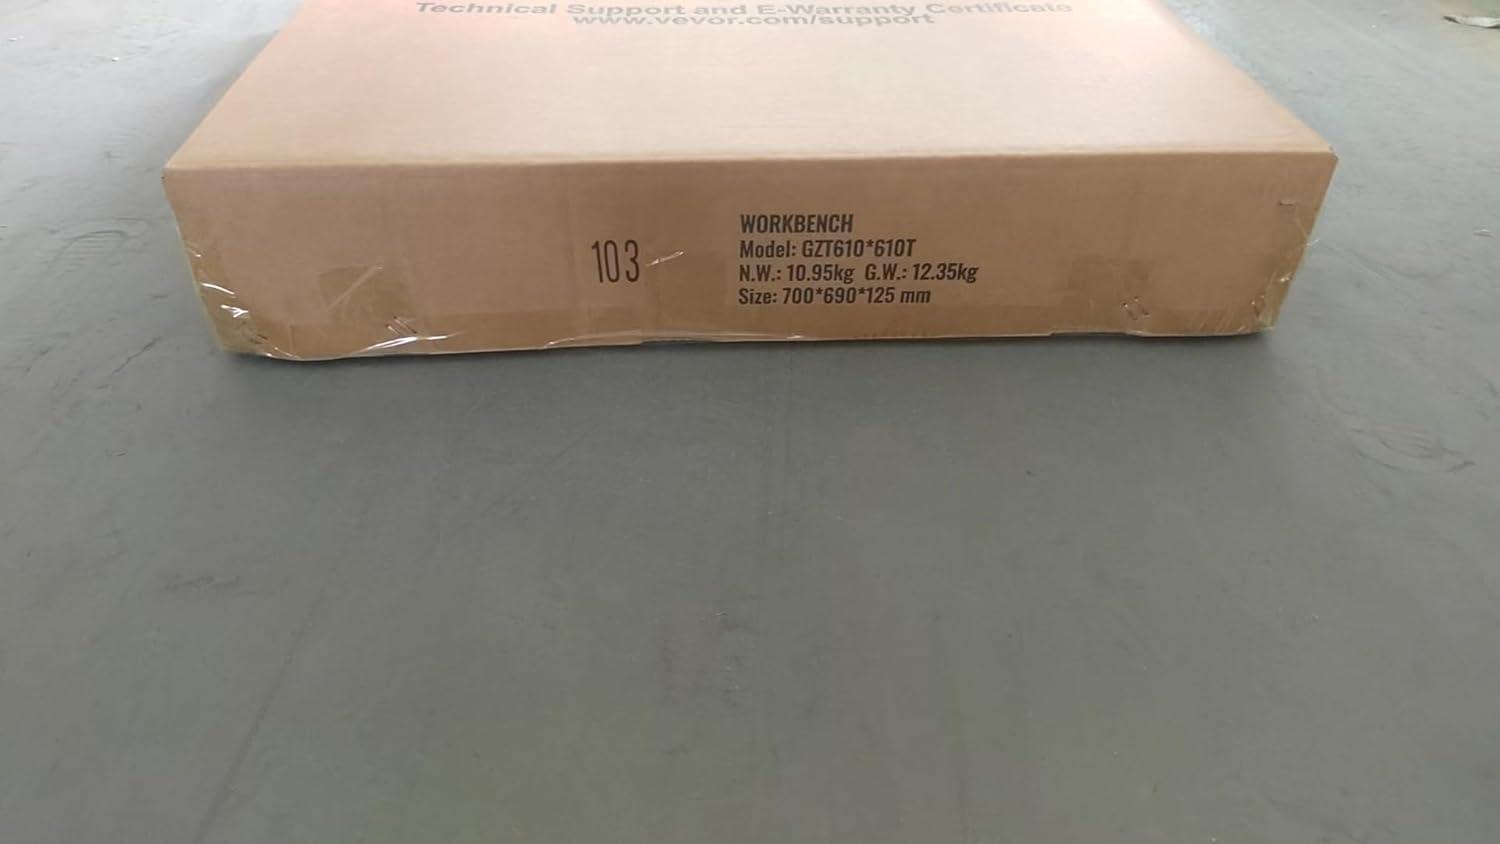 Technical Support and E-Warranty Certificate
www.vevor.com/support
103
WORKBENCH
Model: GZT610*610T
N.W.: 10.95kg G.W.: 12.35kg
Size: 700*690*125 mm